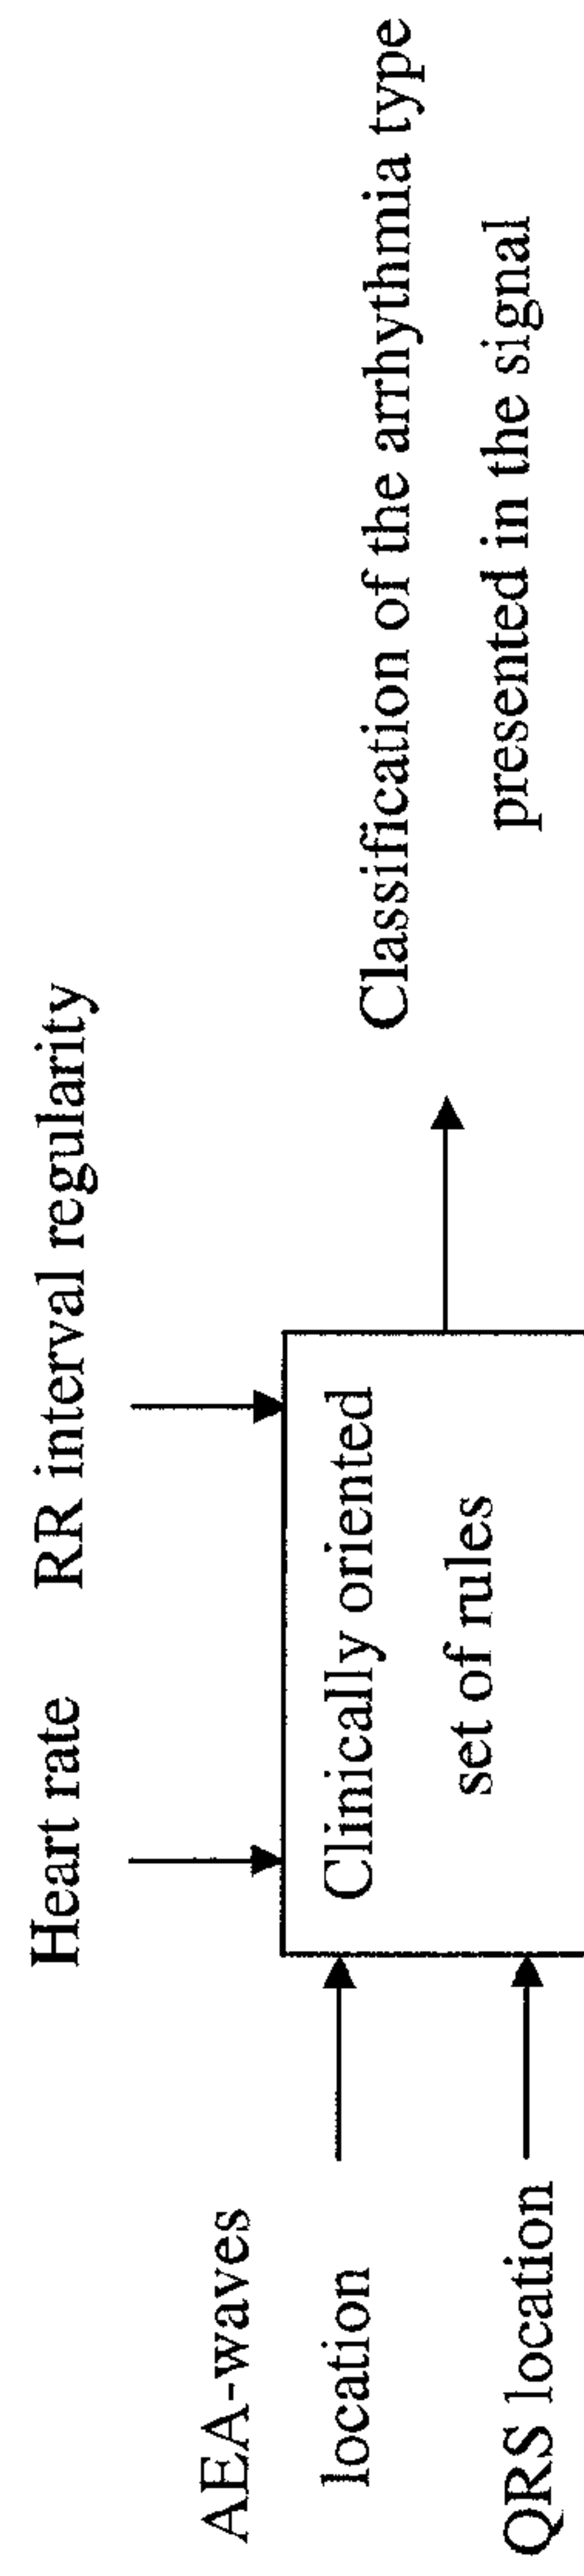 Heart rate
RR interval regularity
AEA-waves
location
QRS location
Clinically oriented
set of rules
Classification of the arrhythmia type
presented in the signal